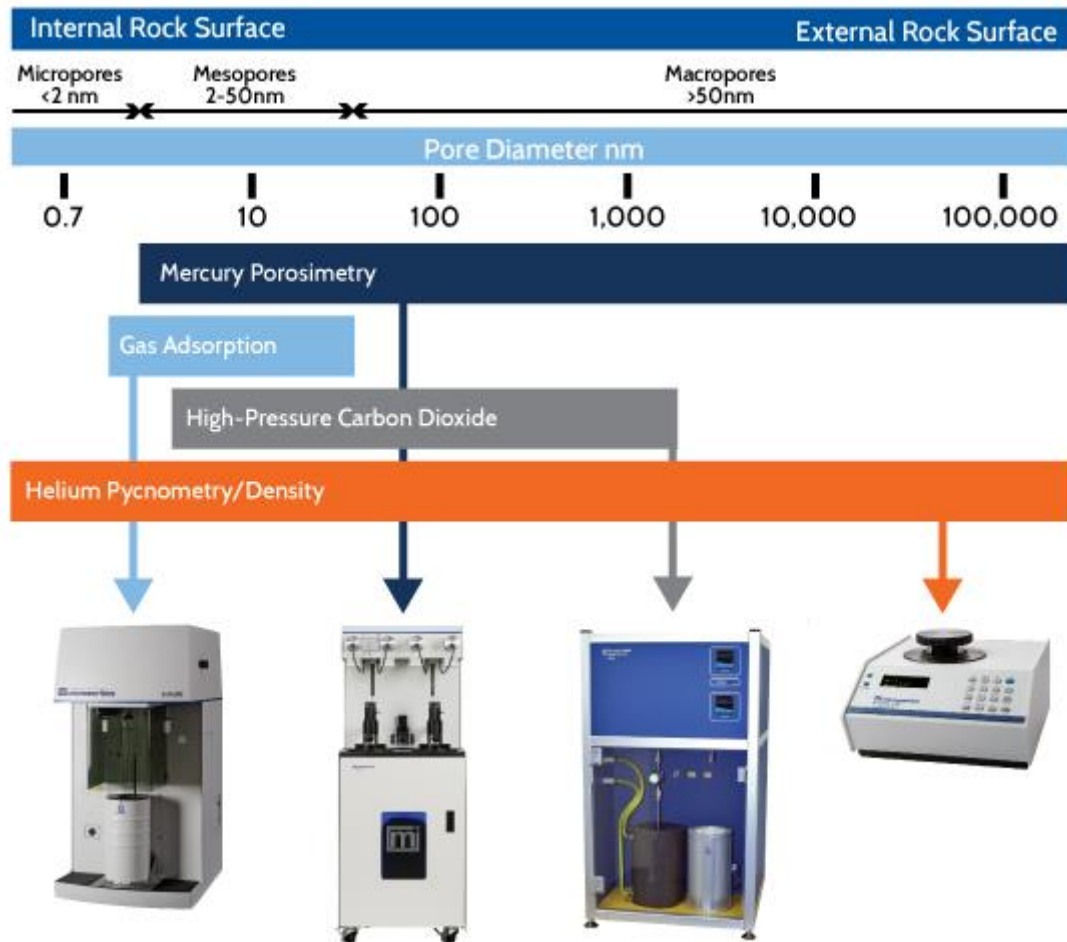 Internal Rock Surface
External Rock Surface
Micropores
<2 nm
Mesopores
2-50nm
Macropores
>50nm
Pore Diameter nm
0.7
10
100
1,000
10,000
100,000
Mercury Porosimetry
Gas Adsorption
High-Pressure Carbon Dioxide
Helium Pycnometry/Density